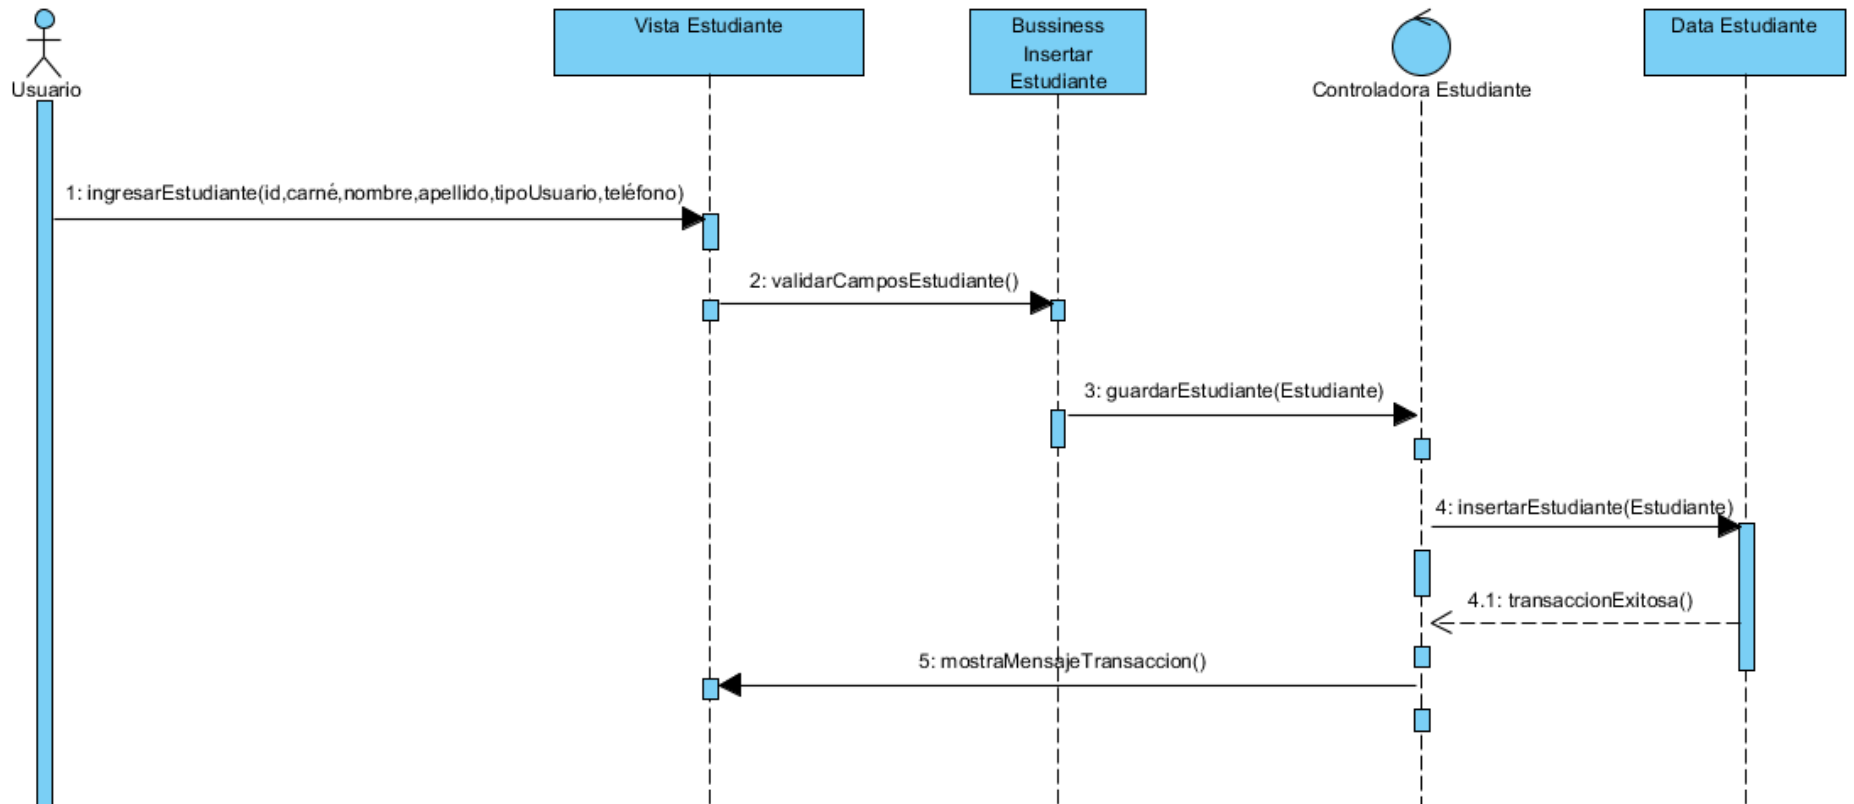 Usuario
Vista Estudiante
Bussiness
Insertar
Estudiante
Controladora Estudiante
Data Estudiante
1: ingresarEstudiante(id,carné,nombre,apellido,tipoUsuario,teléfono)
2: validarCamposEstudiante()
3: guardarEstudiante(Estudiante)
4: insertarEstudiante(Estudiante)
4.1: transaccionExitosa()
5: mostraMensajeTransaccion()